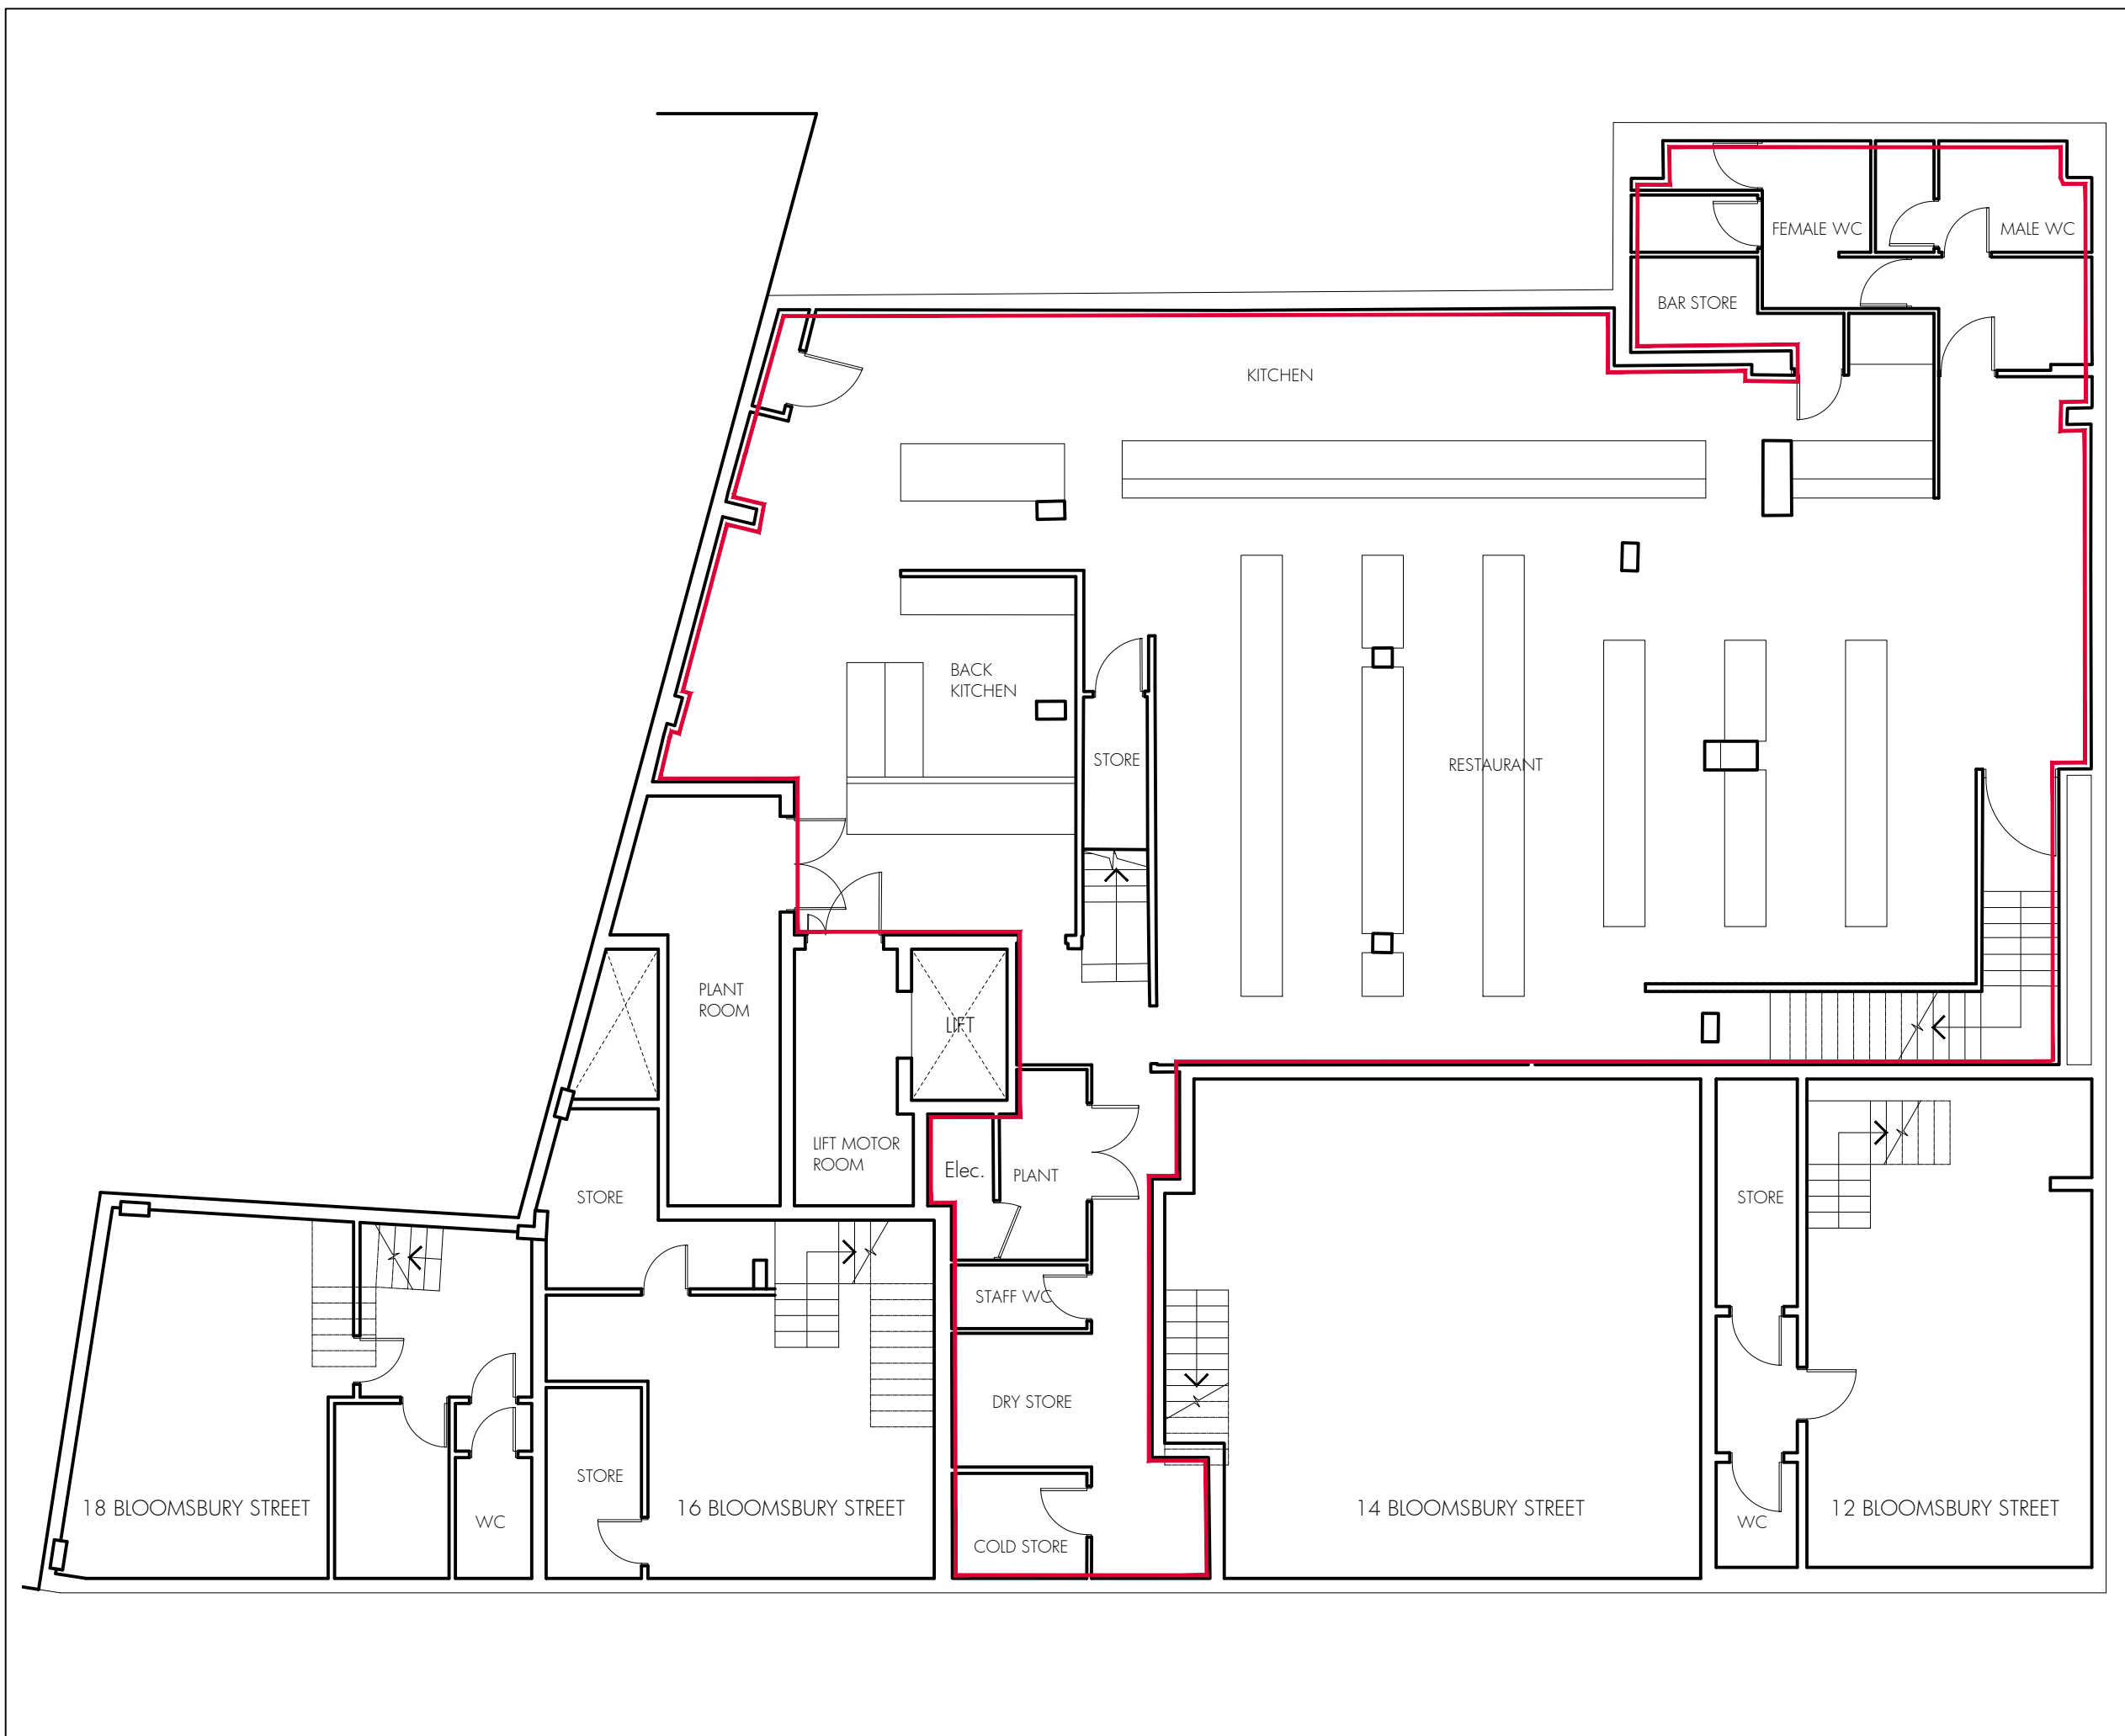 FEMALE WC
MALE WC
BAR STORE
KITCHEN
BACK
KITCHEN
STORE
RESTAURANT
PLANT
ROOM
LIFT
LIFT MOTOR
ROOM
Elec.
PLANT
STORE
STORE
STAFF WC
DRY STORE
STORE
18 BLOOMSBURY STREET
16 BLOOMSBURY STREET
14 BLOOMSBURY STREET
12 BLOOMSBURY STREET
WC
WC
COLD STORE